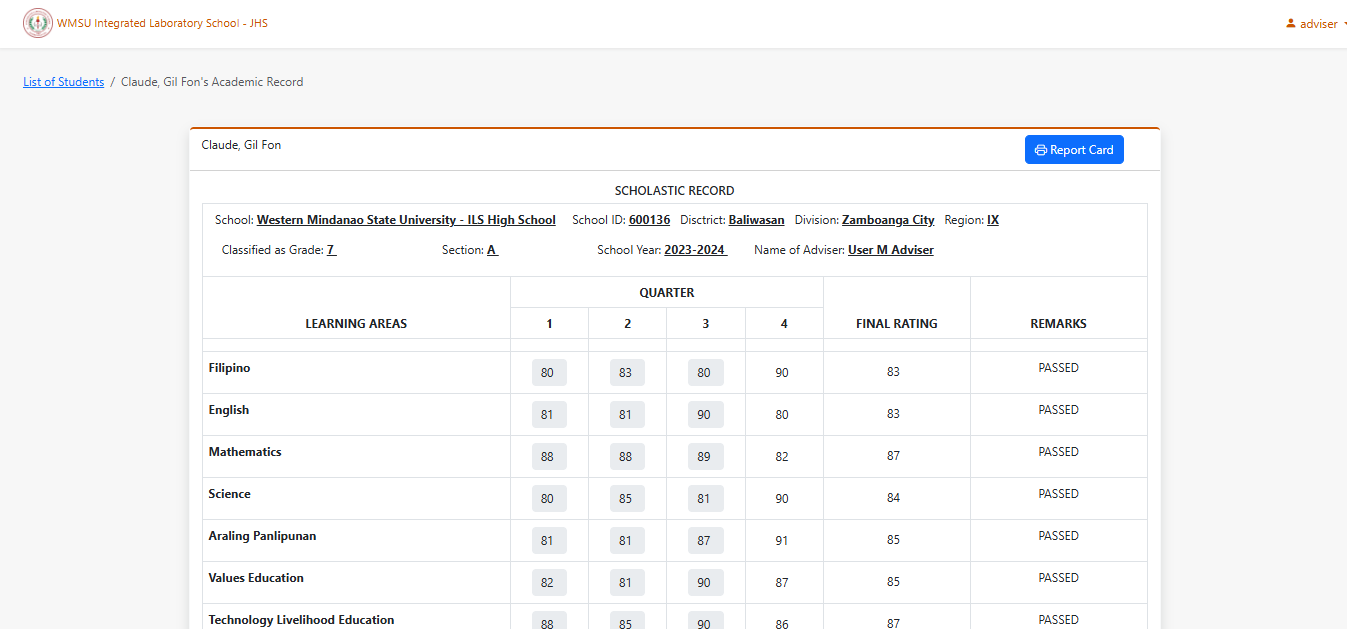 WMSU Integrated Laboratory School - JHS
adviser
List of Students / Claude, Gil Fon's Academic Record
Claude, Gil Fon
Report Card
SCHOLASTIC RECORD
School: Western Mindanao State University - ILS High School School ID: 600136 Disctrict: Baliwasan Division: Zamboanga City Region: IX
Classified as Grade: 7 Section: A School Year: 2023-2024 Name of Adviser: User M Adviser
QUARTER
LEARNING AREAS 1 2 3 4 FINAL RATING REMARKS
Filipino 80 83 80 90 83 PASSED
English 81 81 90 80 83 PASSED
Mathematics 88 88 89 82 87 PASSED
Science 80 85 81 90 84 PASSED
Araling Panlipunan 81 81 87 91 85 PASSED
Values Education 82 81 90 87 85 PASSED
Technology Livelihood Education 88 85 90 86 87 PASSED